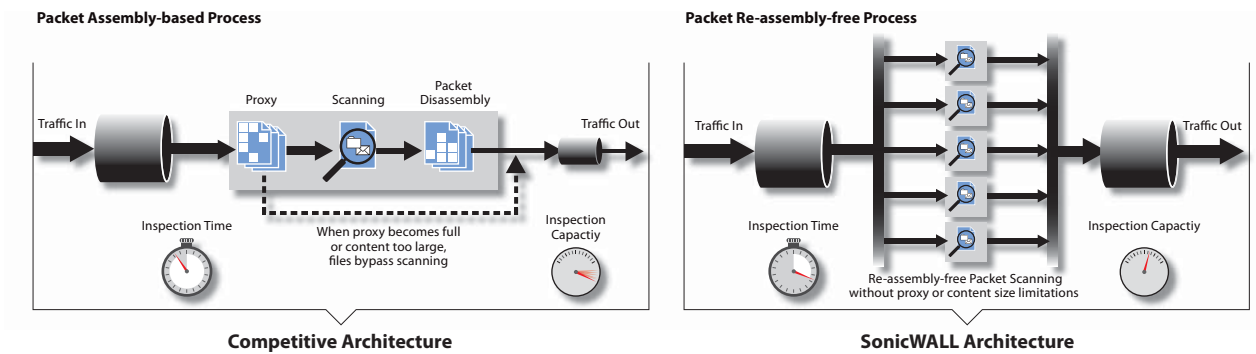 Packet Assembly-based Process
Proxy
Scanning
Packet
Disassembly
Traffic In
Traffic Out
Inspection Time
When proxy becomes full
or content too large,
files bypass scanning
Inspection
Capactiy
Competitive Architecture
Packet Re-assembly-free Process
Traffic In
Traffic Out
Inspection Time
Inspection Capactiy
Re-assembly-free Packet Scanning
without proxy or content size limitations
SonicWALL Architecture